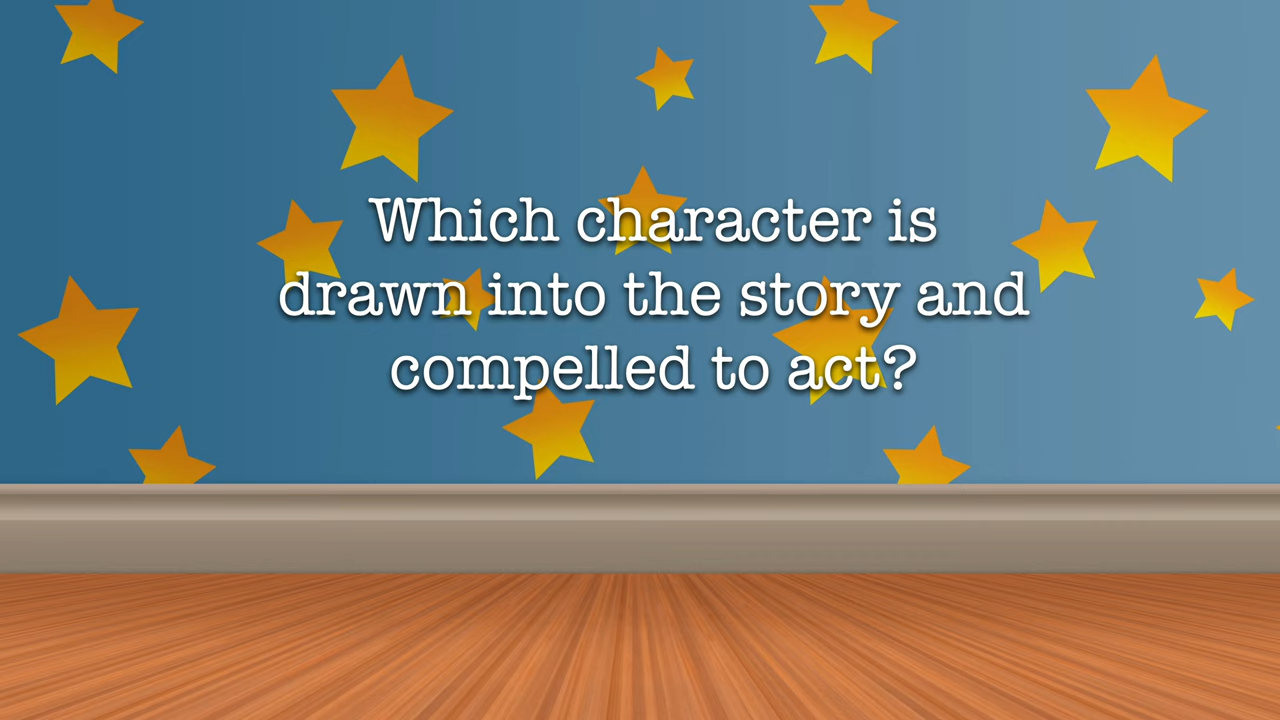 Which character is
drawn into the story and
compelled to act?